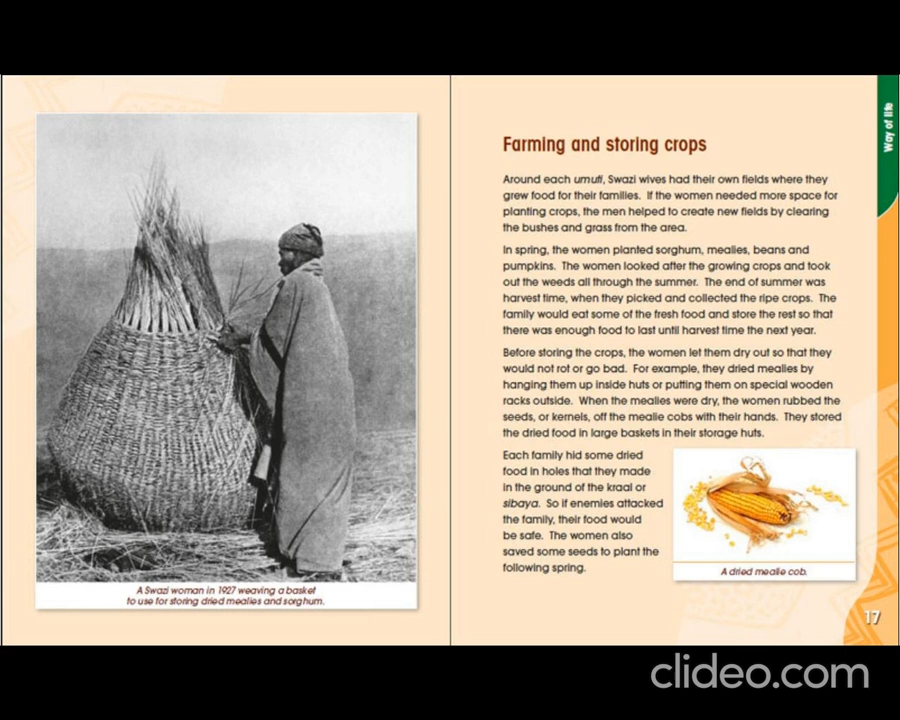 A Swazi woman in 1927 weaving a basket
to use for storing dried mealies and sorghum.
Way of life
Farming and storing crops
Around each umuti, Swazi wives had their own fields where they
grew food for their families. If the women needed more space for
planting crops, the men helped to create new fields by clearing
the bushes and grass from the area.
In spring, the women planted sorghum, mealies, beans and
pumpkins. The women looked after the growing crops and took
out the weeds all through the summer. The end of summer was
harvest time, when they picked and collected the ripe crops. The
family would eat some of the fresh food and store the rest so that
there was enough food to last until harvest time the next year.
Before storing the crops, the women let them dry out so that they
would not rot or go bad. For example, they dried mealies by
hanging them up inside huts or putting them on special wooden
racks outside. When the mealies were dry, the women rubbed the
seeds, or kernels, off the mealie cobs with their hands. They stored
the dried food in large baskets in their storage huts.
Each family hid some dried
food in holes that they made
in the ground of the kraal or
sibaya. So if enemies attacked
the family, their food would
be safe. The women also
saved some seeds to plant the
following spring.
A dried mealie cob.
17
clideo.com